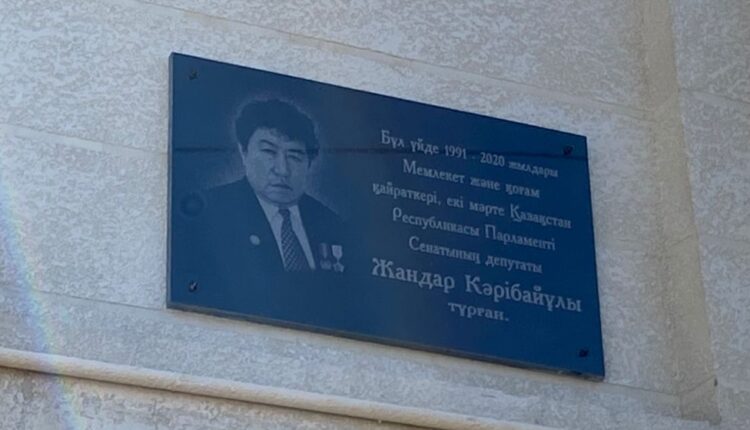 Бұл үйде 1991 - 2020 жылдары
Мемлекет және қоғам
қайраткері, екі мәрте Қазақстан
Республикасы Парламенті
Сенатының депутаты
Жандар Кәрібайұлы
тұрған.